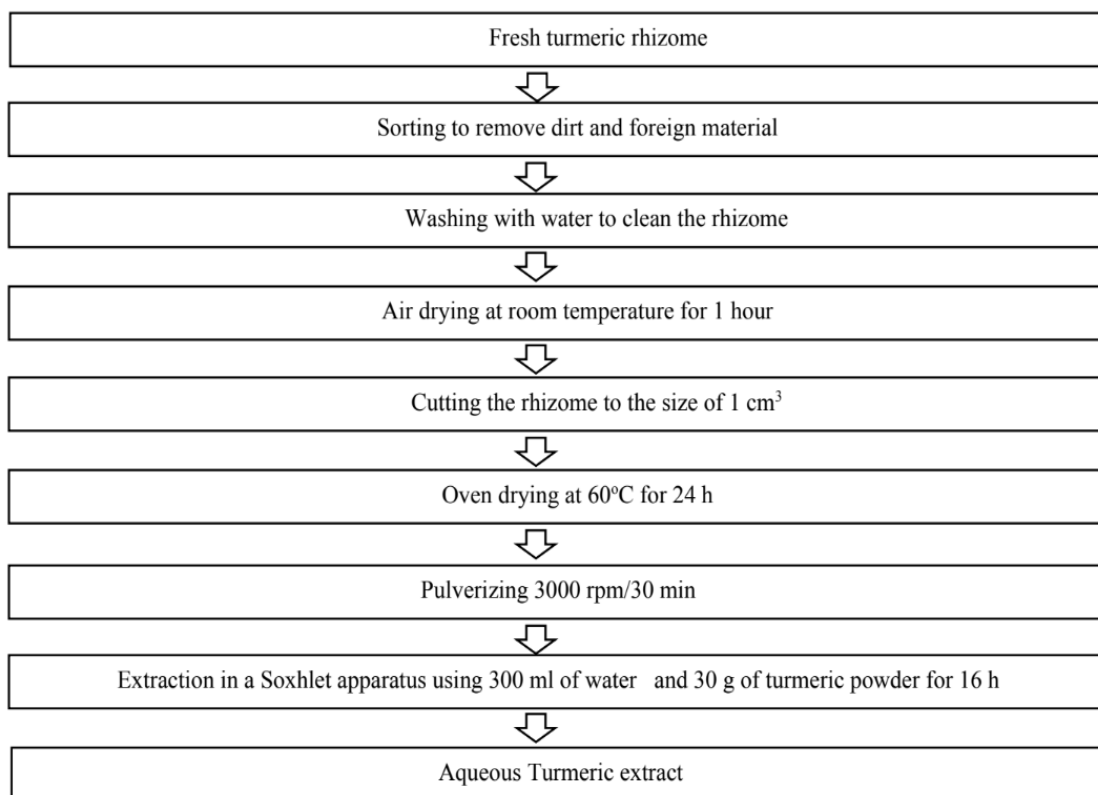 Fresh turmeric rhizome
Sorting to remove dirt and foreign material
Washing with water to clean the rhizome
Air drying at room temperature for 1 hour
Cutting the rhizome to the size of 1 cm³
Oven drying at 60ºC for 24 h
Pulverizing 3000 rpm/30 min
Extraction in a Soxhlet apparatus using 300 ml of water and 30 g of turmeric powder for 16 h
Aqueous Turmeric extract